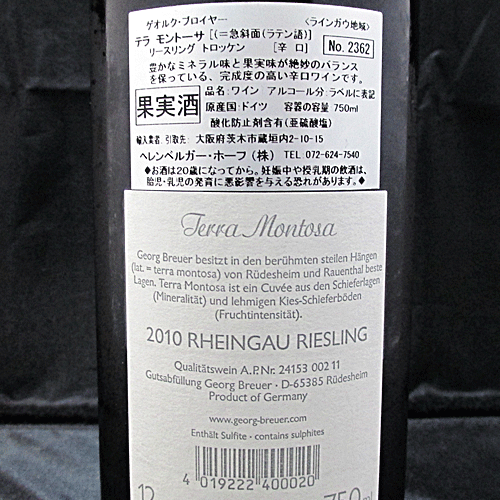 ゲオルク・ブロイヤー　<ラインガウ地域>
テラ モントーサ [(=急斜面(ラテン語)]
リースリング トロッケン　[辛 口]　No. 2362
豊かなミネラル味と果実味が絶妙のバランス
を保っている、完成度の高い辛口ワインです。
果実酒
品名:ワイン アルコール分:ラベルに表記
原産国:ドイツ　容器の容量 750ml
酸化防止剤含有(亜硫酸塩)
輸入業者: 引取先: 大阪府茨木市蔵垣内2-10-15
ヘレンベルガー・ホーフ(株) TEL 072-624-7540
◆お酒は20歳になってから。妊娠中や授乳期の飲酒は、
胎児・乳児の発育に悪影響を与える恐れがあります。◆
Terra Montosa
Georg Breuer besitzt in den berühmten steilen Hängen
(lat. = terra montosa) von Rüdesheim und Rauenthal beste
Lagen. Terra Montosa ist ein Cuvée aus den Schieferlagen
(Mineralität) und lehmigen Kies-Schieferböden
(Fruchtintensität).
2010 RHEINGAU RIESLING
Qualitätswein A.P.Nr. 24153 002 11
Gutsabfüllung Georg Breuer · D-65385 Rüdesheim
Product of Germany
www.georg-breuer.com
Enthält Sulfite · contains sulphites
4 019222 400020